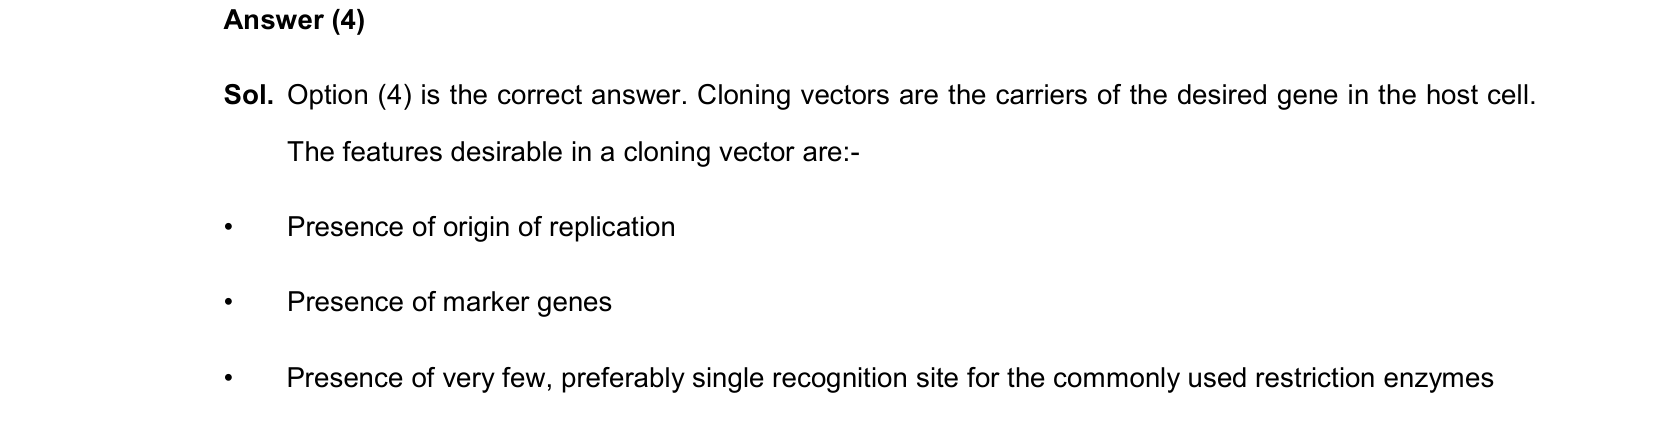 Answer (4)
Sol. Option (4) is the correct answer. Cloning vectors are the carriers of the desired gene in the host cell.
The features desirable in a cloning vector are:-
• Presence of origin of replication
• Presence of marker genes
• Presence of very few, preferably single recognition site for the commonly used restriction enzymes